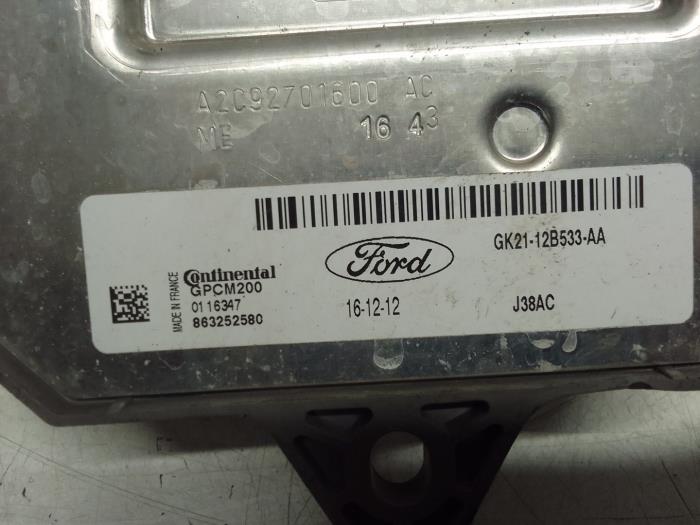 A2C92701600 AC
ME 16 43
GK21-12B533-AA
Continental
GPCM200
01 16347
863252580
MADE IN FRANCE
Ford
16-12-12
J38AC